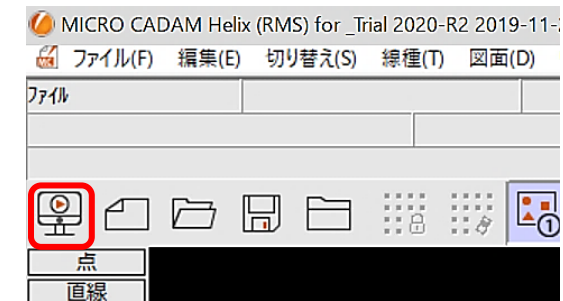 MICRO CADAM Helix (RMS) for _Trial 2020-R2 2019-11-
ファイル(F) 編集(E) 切り替え(S) 線種(T) 図面(D)
ファイル
1
点
直線